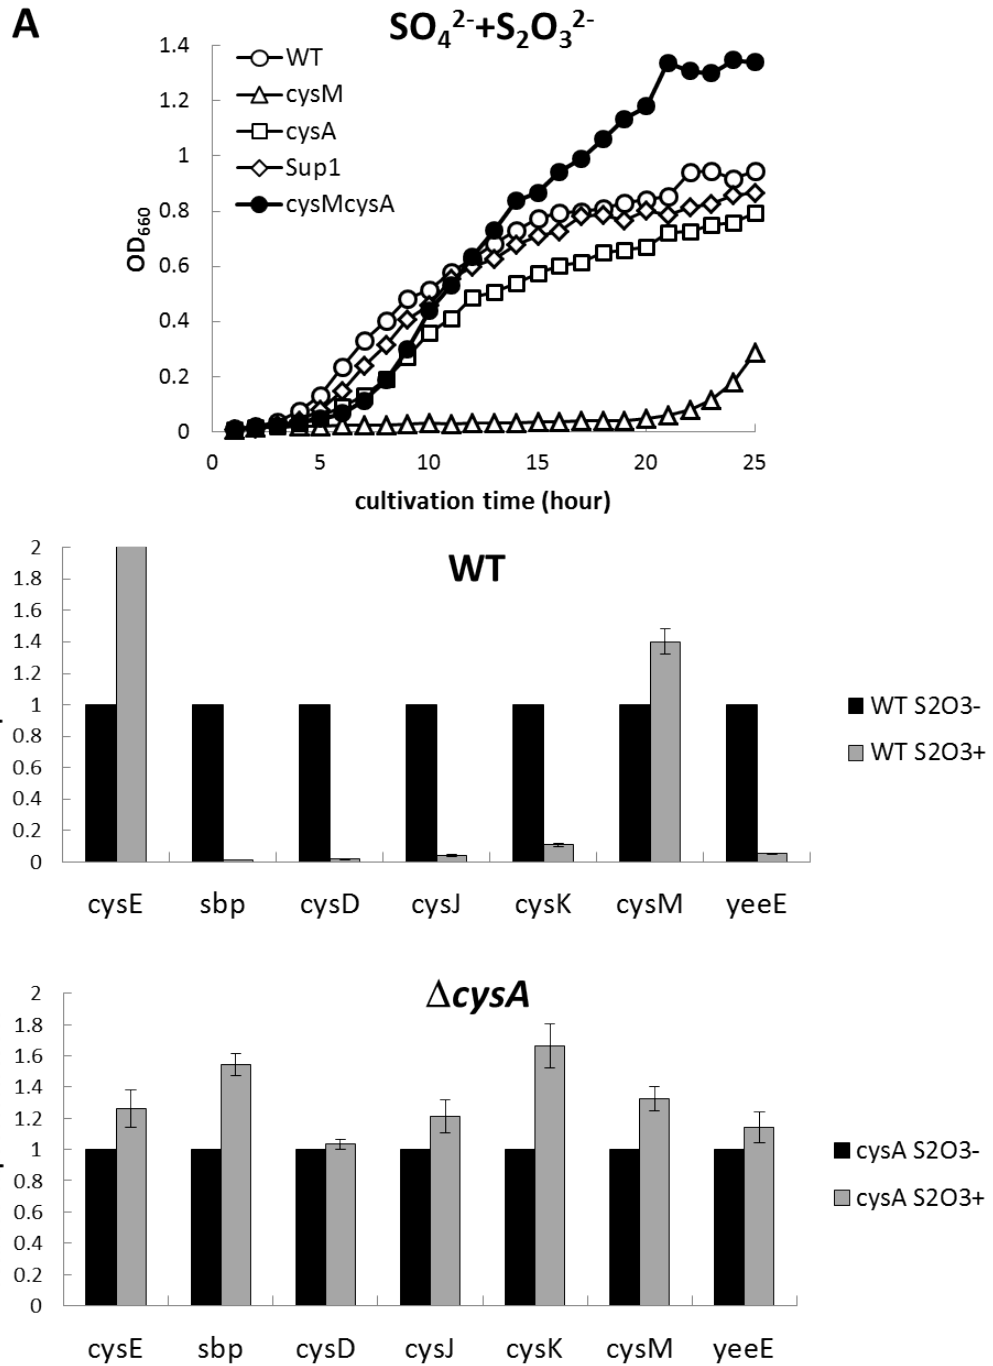 A
SO₄²⁻+S₂O₃²⁻
1.4
1.2
1
0.8
0.6
0.4
0.2
0
OD₆₆₀
WT
cysM
cysA
Sup1
cysMcysA
0 5 10 15 20 25
cultivation time (hour)
WT
2
1.8
1.6
1.4
1.2
1
0.8
0.6
0.4
0.2
0
cysE sbp cysD cysJ cysK cysM yeeE
WT S2O3-
WT S2O3+
ΔcysA
2
1.8
1.6
1.4
1.2
1
0.8
0.6
0.4
0.2
0
cysE sbp cysD cysJ cysK cysM yeeE
cysA S2O3-
cysA S2O3+